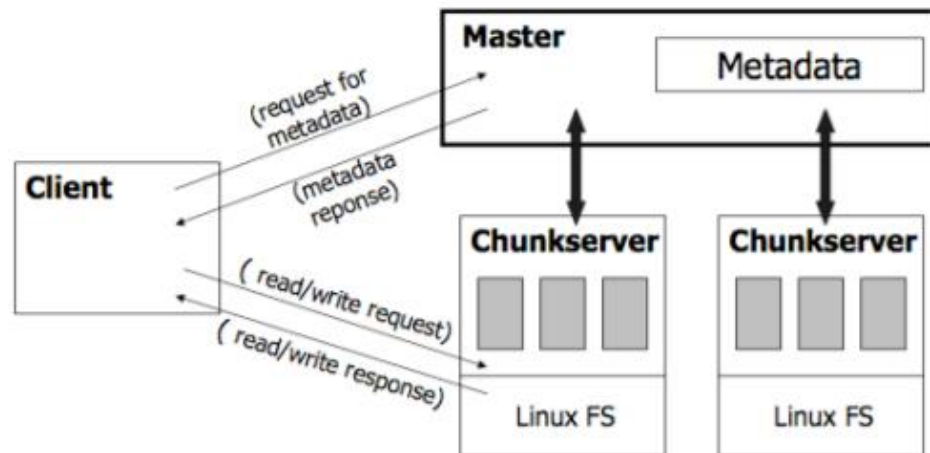 Master
Metadata
(request for
metadata)
(metadata
reponse)
Client
Chunkserver
Chunkserver
( read/write request)
( read/write response)
Linux FS
Linux FS